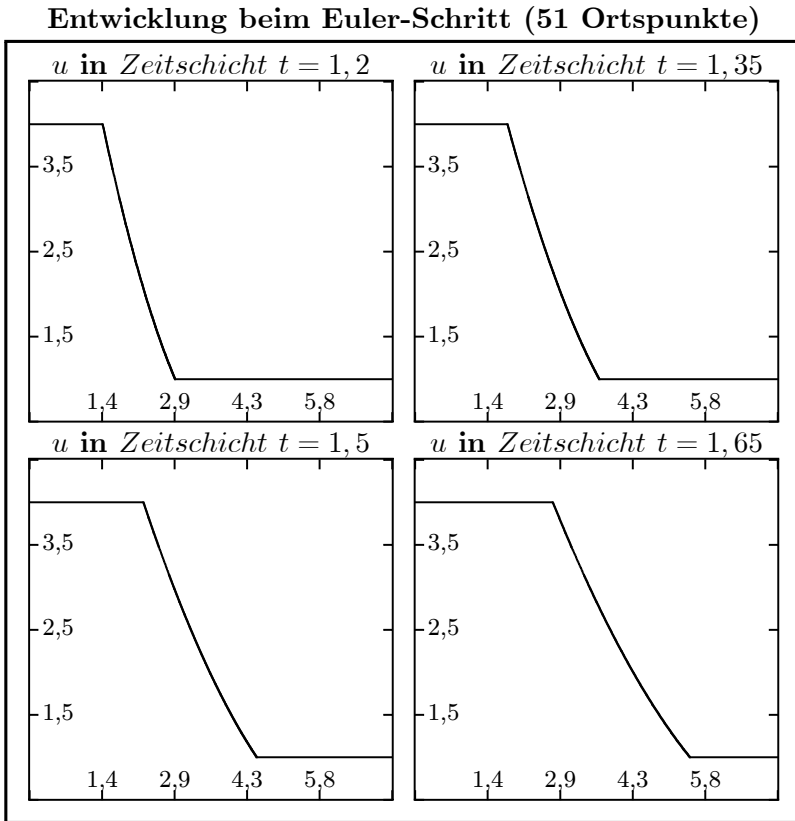 Entwicklung beim Euler-Schritt (51 Ortspunkte)
u in Zeitschicht t = 1, 2
3,5
2,5
1,5
1,4 2,9 4,3 5,8
u in Zeitschicht t = 1, 35
3,5
2,5
1,5
1,4 2,9 4,3 5,8
u in Zeitschicht t = 1, 5
3,5
2,5
1,5
1,4 2,9 4,3 5,8
u in Zeitschicht t = 1, 65
3,5
2,5
1,5
1,4 2,9 4,3 5,8